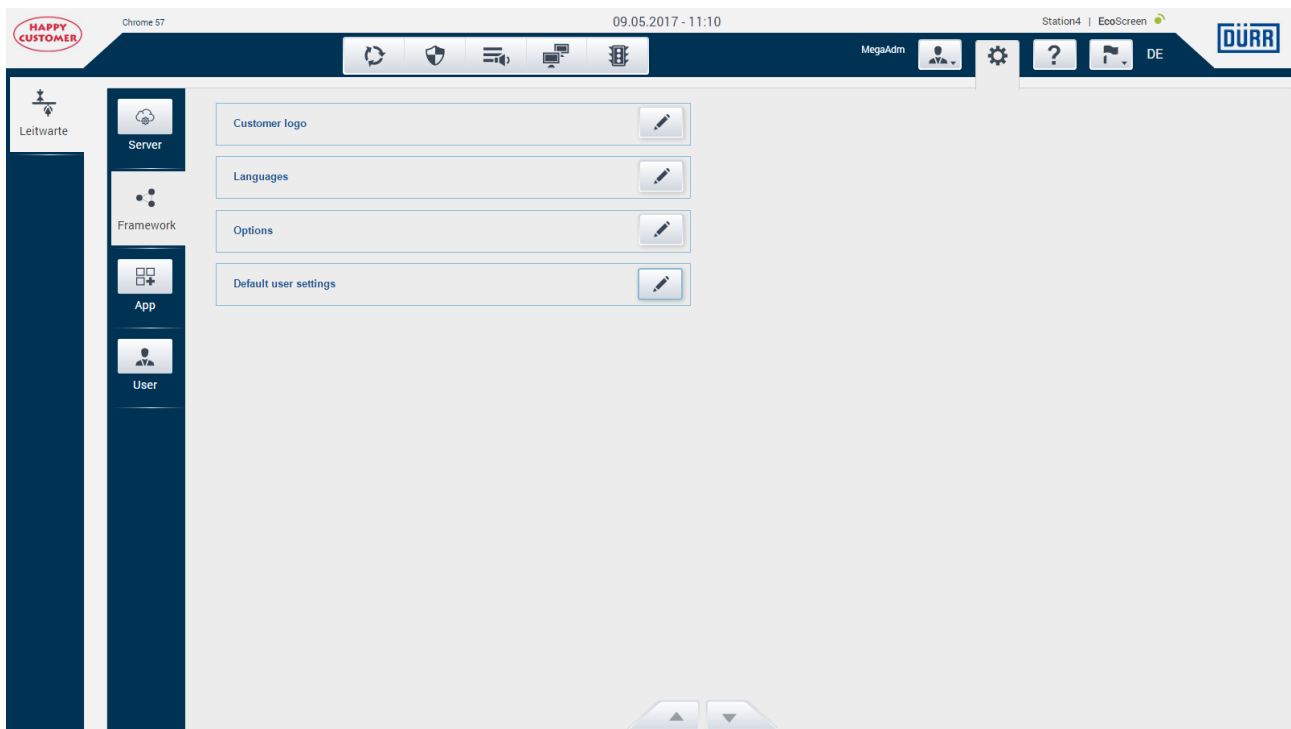 HAPPY
CUSTOMER
Chrome 57
09.05.2017 - 11:10
Station4 | EcoScreen
DÜRR
MegaAdm
?
DE
Leitwarte
Server
Framework
App
User
Customer logo
Languages
Options
Default user settings